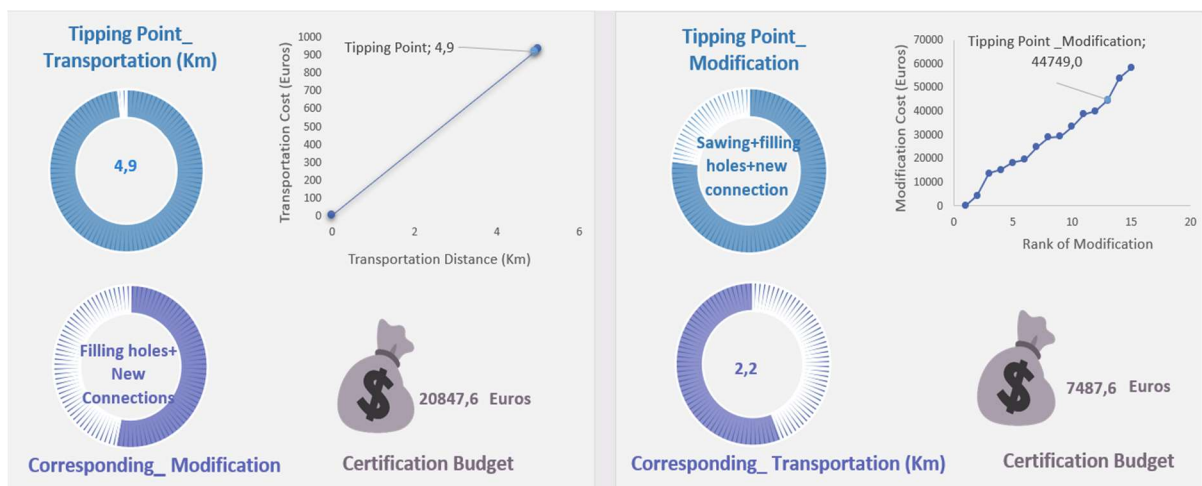 Tipping Point_
Transportation (Km)
4,9
Transportation Cost (Euros)
1000
900
800
700
600
500
400
300
200
100
0
Tipping Point; 4,9
0 2 4 6
Transportation Distance (Km)
Filling holes+
New
Connections
Corresponding_ Modification
20847,6 Euros
Certification Budget
Tipping Point_
Modification
Sawing+filling
holes+new
connection
Modification Cost (Euros)
70000
60000
50000
40000
30000
20000
10000
0
Tipping Point _Modification;
44749,0
0 5 10 15 20
Rank of Modification
2,2
Corresponding_ Transportation (Km)
7487,6 Euros
Certification Budget